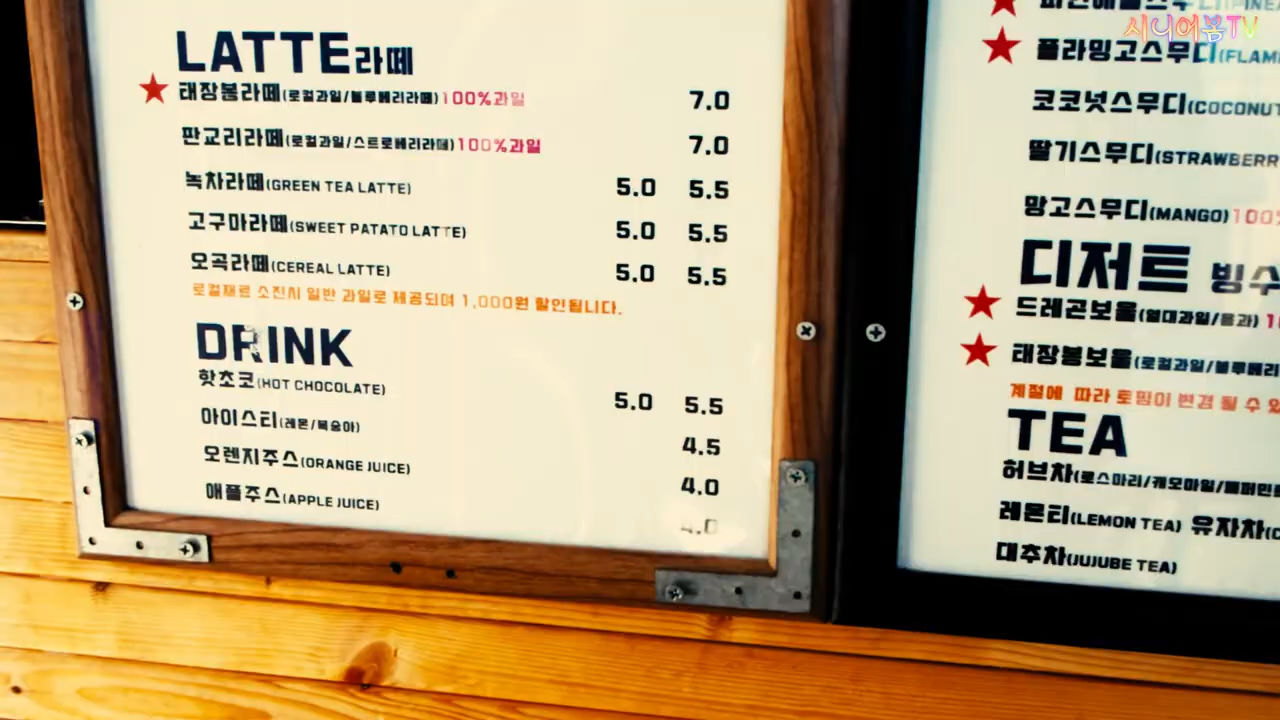 시니어봄TV
LATTE라떼
★ 태장봉라떼(로컬과일/블루베리라떼)100%과일 7.0
판교리라떼(로컬과일/스트로베리라떼)100%과일 7.0
녹차라떼(GREEN TEA LATTE) 5.0 5.5
고구마라떼(SWEET PATATO LATTE) 5.0 5.5
오곡라떼(CEREAL LATTE) 5.0 5.5
로컬재료 소진시 일반 과일로 제공되며 1,000원 할인됩니다.
DRINK
핫초코(HOT CHOCOLATE) 5.0 5.5
아이스티(레몬/복숭아) 4.5
오렌지주스(ORANGE JUICE) 4.0
애플주스(APPLE JUICE) 4.0
★ 플라밍고스무디(FLAM
코코넛스무디(COCONUT
딸기스무디(STRAWBERR
망고스무디(MANGO)100%
디저트 빙수
★ 드레곤보울(열대과일/용과)
★ 태장봉보울(로컬과일/블루베리
계절에 따라 토핑이 변경 될 수 있
TEA
허브차(로스마리/캐모마일/페퍼민트
레몬티(LEMON TEA) 유자차
대추차(JUJUBE TEA)